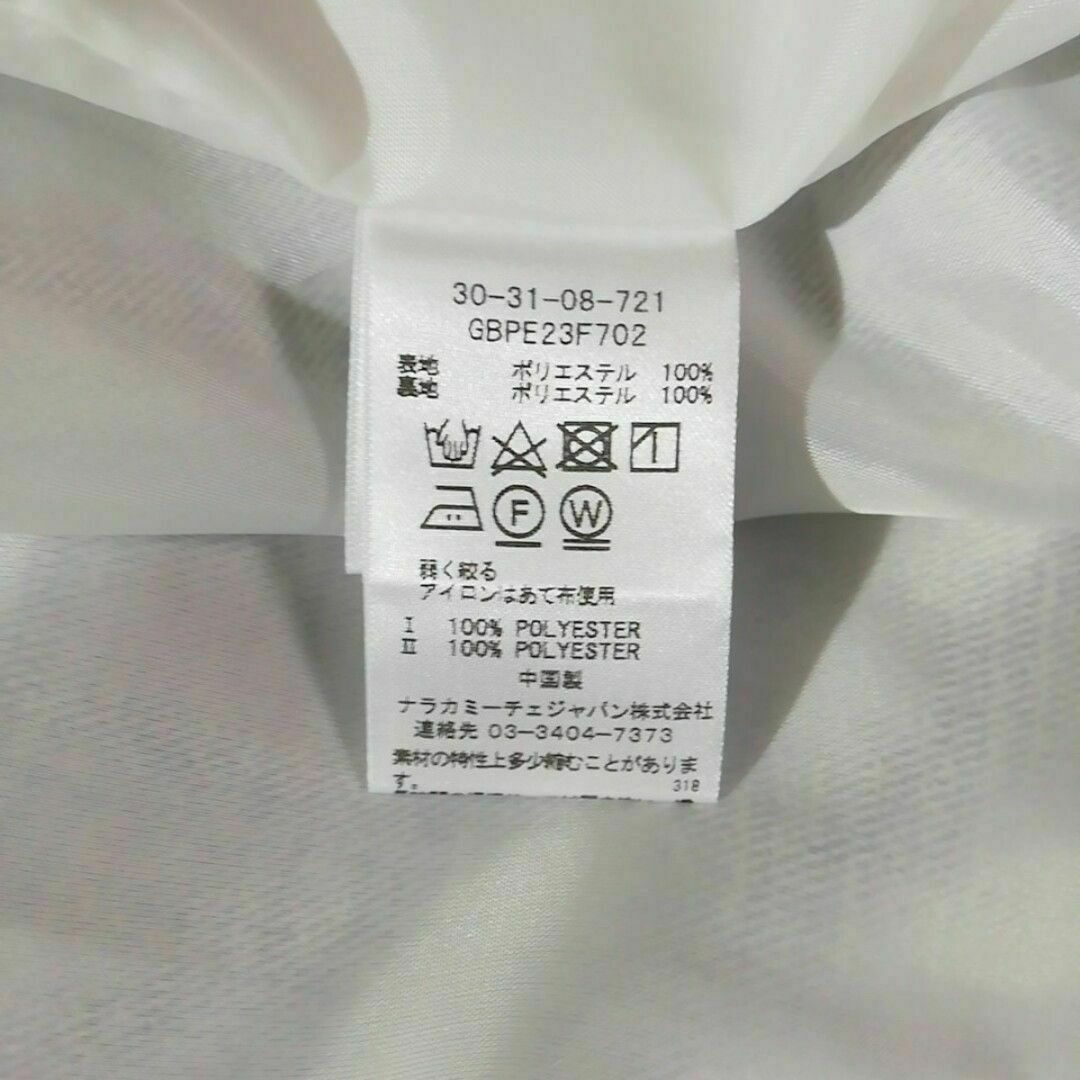 30-31-08-721
GBPE23F702
表地 ポリエステル 100%
裏地 ポリエステル 100%
F W
弱く絞る
アイロンはあて布使用
I 100% POLYESTER
II 100% POLYESTER
中国製
ナラカミーチェジャパン株式会社
連絡先 03-3404-7373
素材の特性上多少縮むことがありま
す。 318